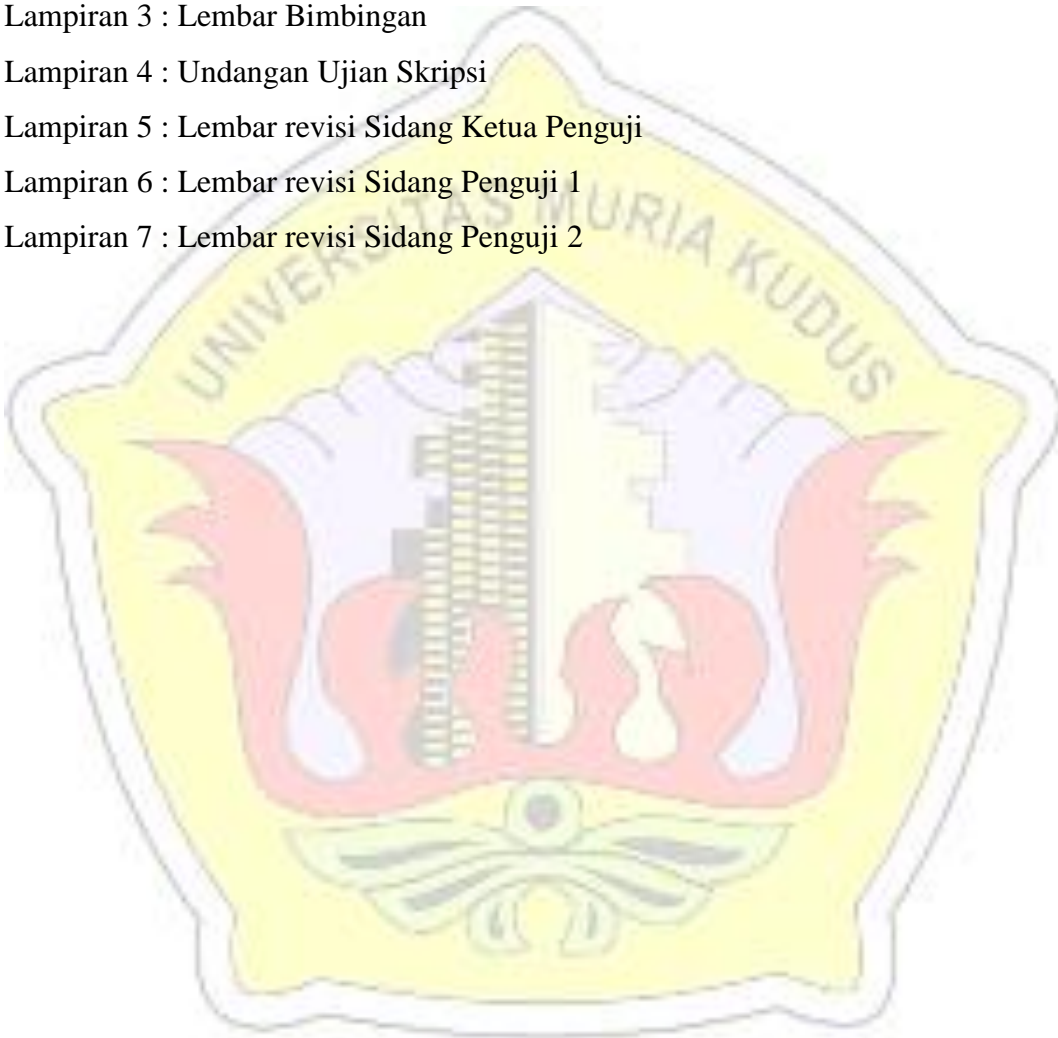 Lampiran 3 : Lembar Bimbingan
Lampiran 4 : Undangan Ujian Skripsi
Lampiran 5 : Lembar revisi Sidang Ketua Penguji
Lampiran 6 : Lembar revisi Sidang Penguji 1
Lampiran 7 : Lembar revisi Sidang Penguji 2
UNIVERSITAS MURIA KUDUS